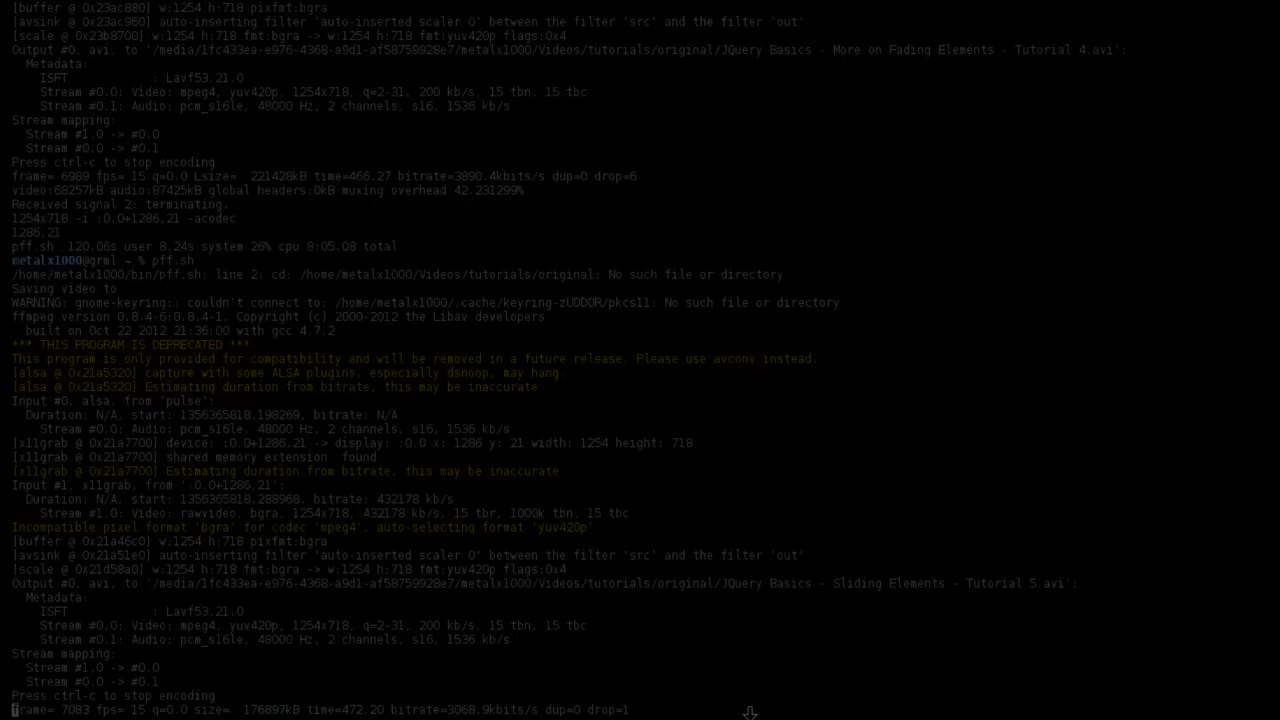 [buffer @ 0x23ac880] w:1254 h:718 pixfmt:bgra
[avsink @ 0x23ac960] auto-inserting filter 'auto-inserted scaler 0' between the filter 'src' and the filter 'out'
[scale @ 0x23b8700] w:1254 h:718 fmt:bgra -> w:1254 h:718 fmt:yuv420p flags:0x4
Output #0, avi, to '/media/1fc433ea-e976-4368-a9d1-af58759928e7/metalx1000/Videos/tutorials/original/JQuery Basics - More on Fading Elements - Tutorial 4.avi':
Metadata:
ISFT : Lavf53.21.0
Stream #0.0: Video: mpeg4, yuv420p, 1254x718, q=2-31, 200 kb/s, 15 tbn, 15 tbc
Stream #0.1: Audio: pcm_s16le, 48000 Hz, 2 channels, s16, 1536 kb/s
Stream mapping:
Stream #1.0 -> #0.0
Stream #0.0 -> #0.1
Press ctrl-c to stop encoding
frame= 6989 fps= 15 q=0.0 Lsize= 221428kB time=466.27 bitrate=3890.4kbits/s dup=0 drop=6
video:68257kB audio:87425kB global headers:0kB muxing overhead 42.231299%
Received signal 2: terminating.
1254x718 -i :0.0+1286,21 -acodec
1286,21
pff.sh 120.06s user 8.24s system 26% cpu 8:05.08 total
metalx1000@grml ~ % pff.sh
/home/metalx1000/bin/pff.sh: line 2: cd: /home/metalx1000/Videos/tutorials/original: No such file or directory
Saving video to
WARNING: gnome-keyring:: couldn't connect to: /home/metalx1000/.cache/keyring-zUDDOR/pkcs11: No such file or directory
ffmpeg version 0.8.4-6:0.8.4-1, Copyright (c) 2000-2012 the Libav developers
built on Oct 22 2012 21:36:00 with gcc 4.7.2
*** THIS PROGRAM IS DEPRECATED ***
This program is only provided for compatibility and will be removed in a future release. Please use avconv instead.
[alsa @ 0x21a5320] capture with some ALSA plugins, especially dsnoop, may hang.
[alsa @ 0x21a5320] Estimating duration from bitrate, this may be inaccurate
Input #0, alsa, from 'pulse':
Duration: N/A, start: 1356365818.198269, bitrate: N/A
Stream #0.0: Audio: pcm_s16le, 48000 Hz, 2 channels, s16, 1536 kb/s
[x11grab @ 0x21a7700] device: :0.0+1286,21 -> display: :0.0 x: 1286 y: 21 width: 1254 height: 718
[x11grab @ 0x21a7700] shared memory extension  found
[x11grab @ 0x21a7700] Estimating duration from bitrate, this may be inaccurate
Input #1, x11grab, from ':0.0+1286,21':
Duration: N/A, start: 1356365818.288968, bitrate: 432178 kb/s
Stream #1.0: Video: rawvideo, bgra, 1254x718, 432178 kb/s, 15 tbr, 1000k tbn, 15 tbc
Incompatible pixel format 'bgra' for codec 'mpeg4', auto-selecting format 'yuv420p'
[buffer @ 0x21a46c0] w:1254 h:718 pixfmt:bgra
[avsink @ 0x21a51e0] auto-inserting filter 'auto-inserted scaler 0' between the filter 'src' and the filter 'out'
[scale @ 0x21d58a0] w:1254 h:718 fmt:bgra -> w:1254 h:718 fmt:yuv420p flags:0x4
Output #0, avi, to '/media/1fc433ea-e976-4368-a9d1-af58759928e7/metalx1000/Videos/tutorials/original/JQuery Basics - Sliding Elements - Tutorial 5.avi':
Metadata:
ISFT : Lavf53.21.0
Stream #0.0: Video: mpeg4, yuv420p, 1254x718, q=2-31, 200 kb/s, 15 tbn, 15 tbc
Stream #0.1: Audio: pcm_s16le, 48000 Hz, 2 channels, s16, 1536 kb/s
Stream mapping:
Stream #1.0 -> #0.0
Stream #0.0 -> #0.1
Press ctrl-c to stop encoding
frame= 7083 fps= 15 q=0.0 size= 176897kB time=472.20 bitrate=3068.9kbits/s dup=0 drop=1